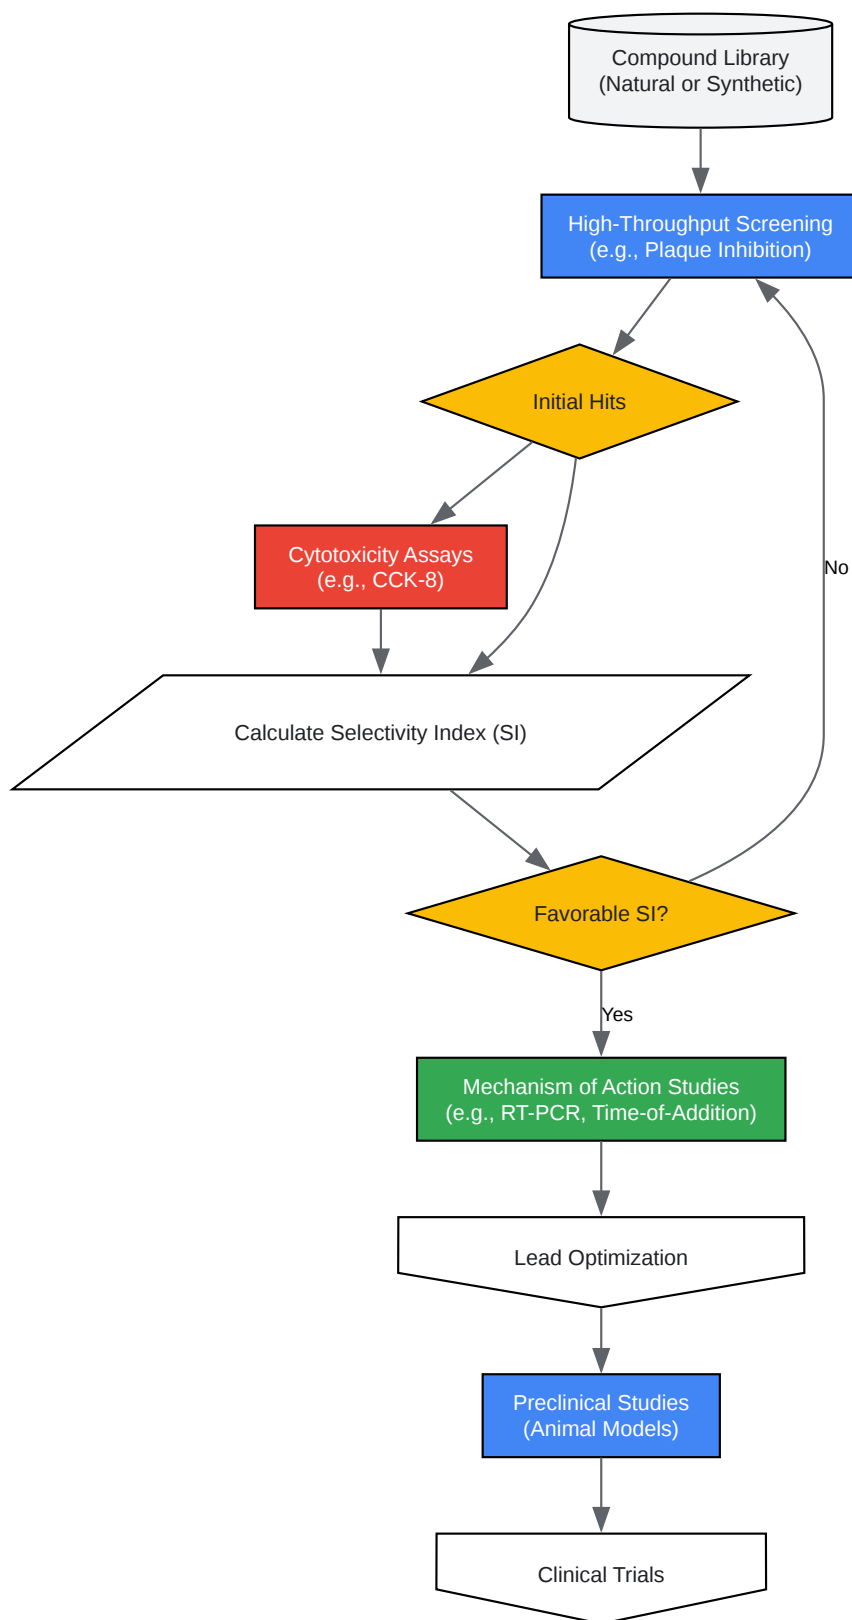 Compound Library
(Natural or Synthetic)
High-Throughput Screening
(e.g., Plaque Inhibition)
Initial Hits
Cytotoxicity Assays
(e.g., CCK-8)
No
Calculate Selectivity Index (SI)
Favorable SI?
Yes
Mechanism of Action Studies
(e.g., RT-PCR, Time-of-Addition)
Lead Optimization
Preclinical Studies
(Animal Models)
Clinical Trials